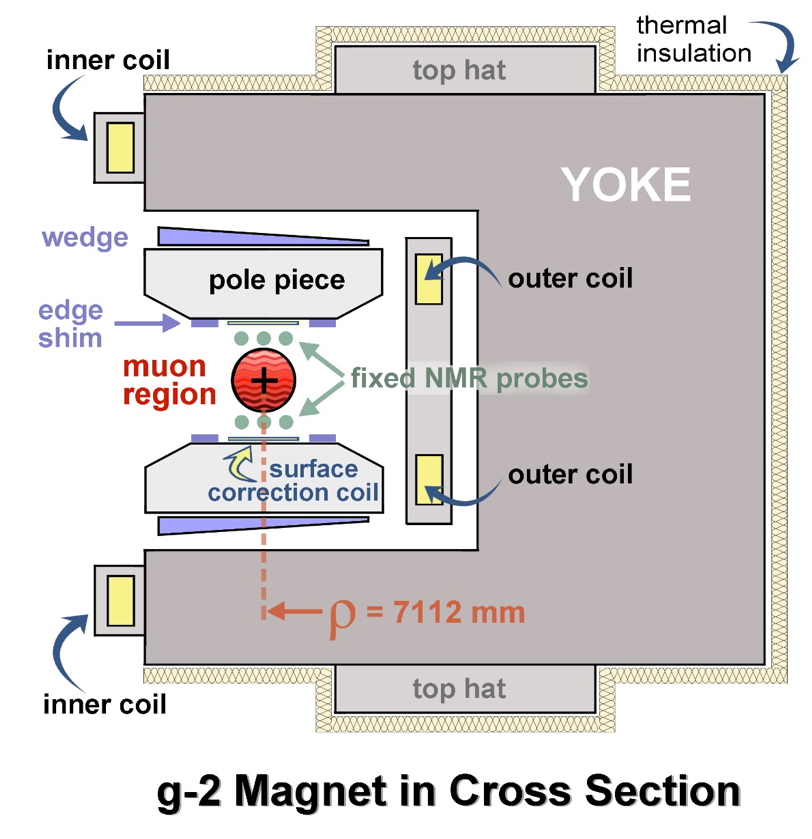 thermal
insulation
inner coil
top hat
YOKE
wedge
pole piece
outer coil
edge
shim
muon
region
fixed NMR probes
surface
correction coil
outer coil
ρ = 7112 mm
top hat
inner coil
g-2 Magnet in Cross Section